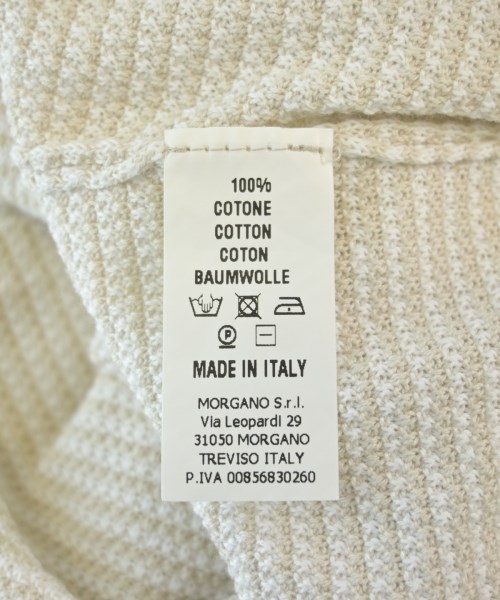 100%
COTONE
COTTON
COTON
BAUMWOLLE
P
MADE IN ITALY
MORGANO S.r.l.
Via Leopardi 29
31050 MORGANO
TREVISO ITALY
P.IVA 00856830260